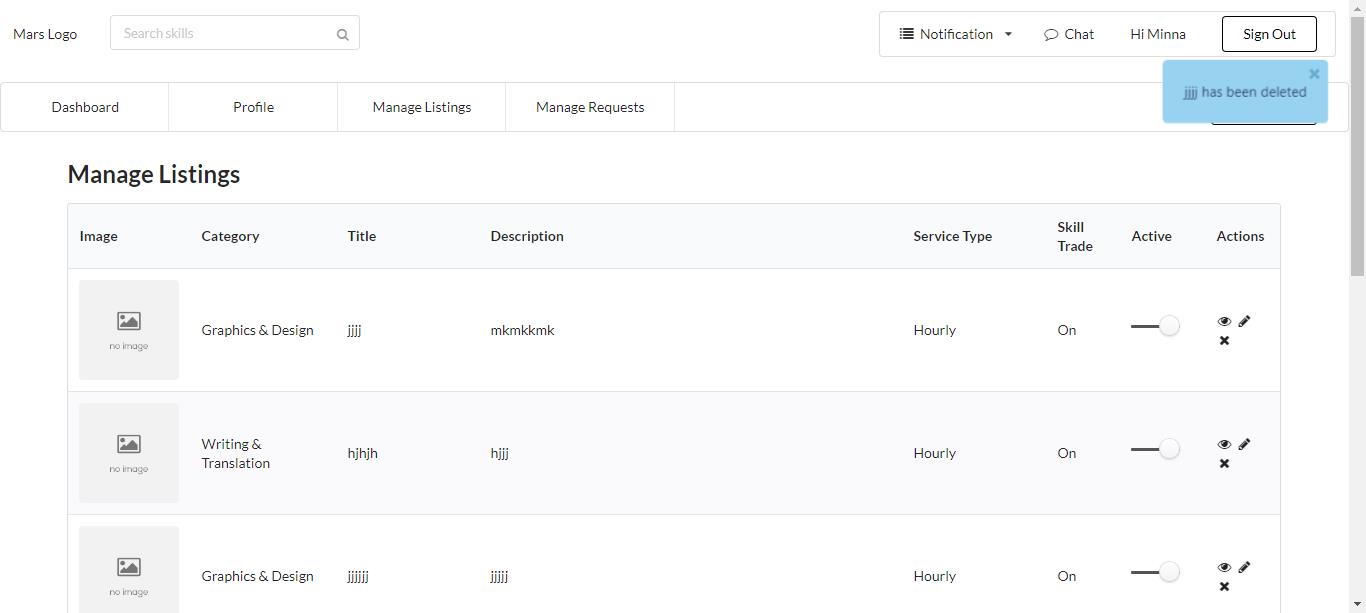 Mars Logo
Search skills
Notification
Chat
Hi Minna
Sign Out
jjjj has been deleted
Dashboard
Profile
Manage Listings
Manage Requests
Manage Listings
Image
Category
Title
Description
Service Type
Skill
Trade
Active
Actions
no image
Graphics & Design
jjjj
mkmkkmk
Hourly
On
no image
Writing &
Translation
hjhjh
hjjj
Hourly
On
no image
Graphics & Design
jjjjjj
jjjjj
Hourly
On